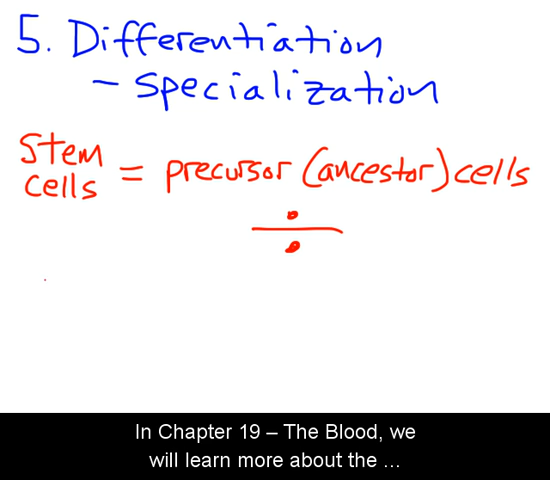 5. Differentiation
- Specialization
Stem cells = precursor (ancestor) cells
÷
In Chapter 19 – The Blood, we
will learn more about the ...